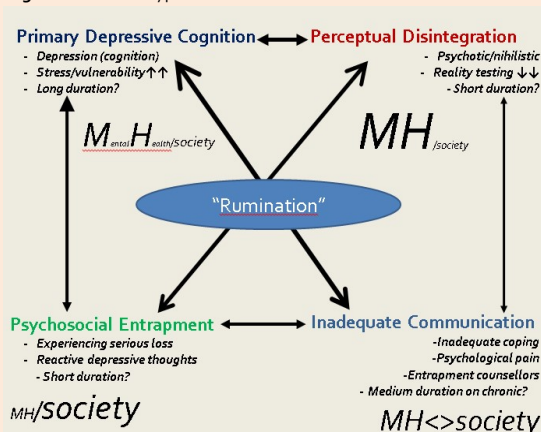 Primary Depressive Cognition
- Depression (cognition)
- Stress/vulnerability↑↑
- Long duration?
Perceptual Disintegration
- Psychotic/nihilistic
- Reality testing ↓↓
- Short duration?
MentalHealth/society
MH/society
"Rumination"
Psychosocial Entrapment
- Experiencing serious loss
- Reactive depressive thoughts
- Short duration?
MH/society
Inadequate Communication
-Inadequate coping
-Psychological pain
-Entrapment counsellors
- Medium duration on chronic?
MH<>society